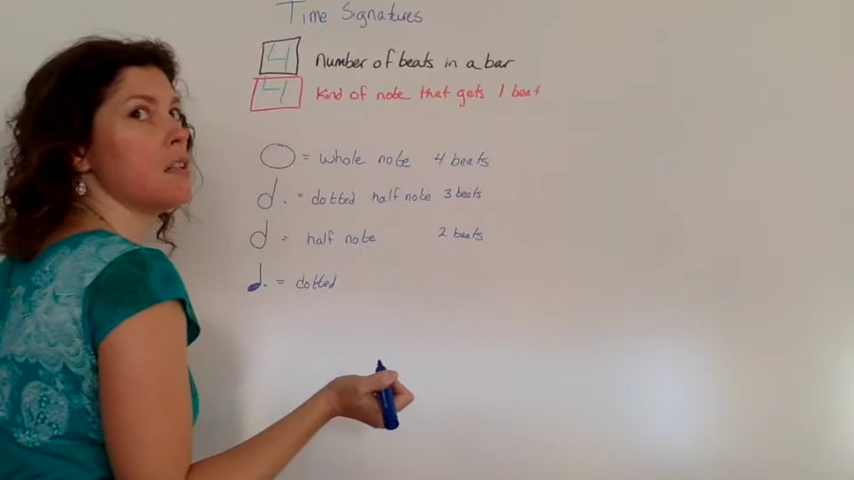 Time Signatures
4 Number of beats in a bar
4 Kind of note that gets 1 beat
= whole note 4 beats
= dotted half note 3 beats
= half note 2 beats
= dotted